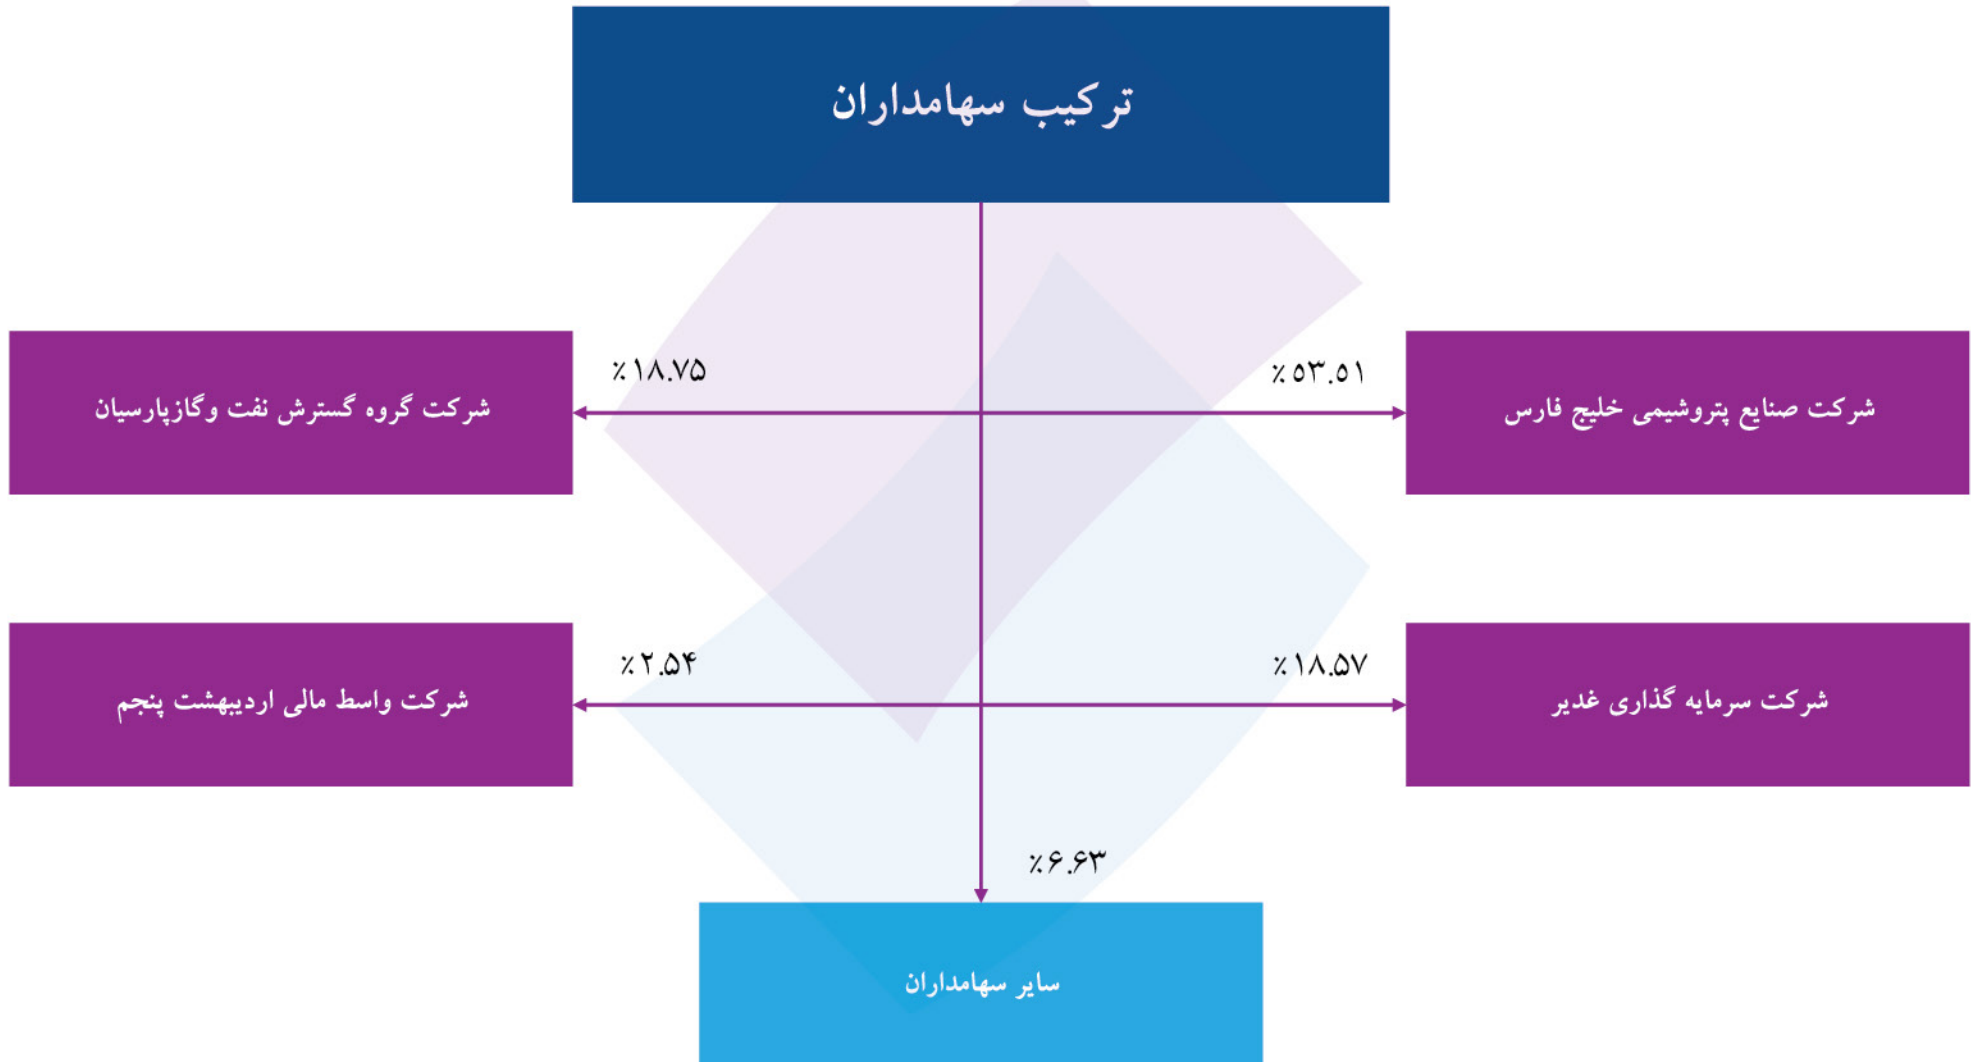 ترکیب سهامداران
٪۵۳.۵۱
شرکت صنایع پتروشیمی خلیج فارس
٪۱۸.۷۵
شرکت گروه گسترش نفت وگازپارسیان
٪۱۸.۵۷
شرکت سرمایه گذاری غدیر
٪۲.۵۴
شرکت واسط مالی اردیبهشت پنجم
٪۶.۶۳
سایر سهامداران